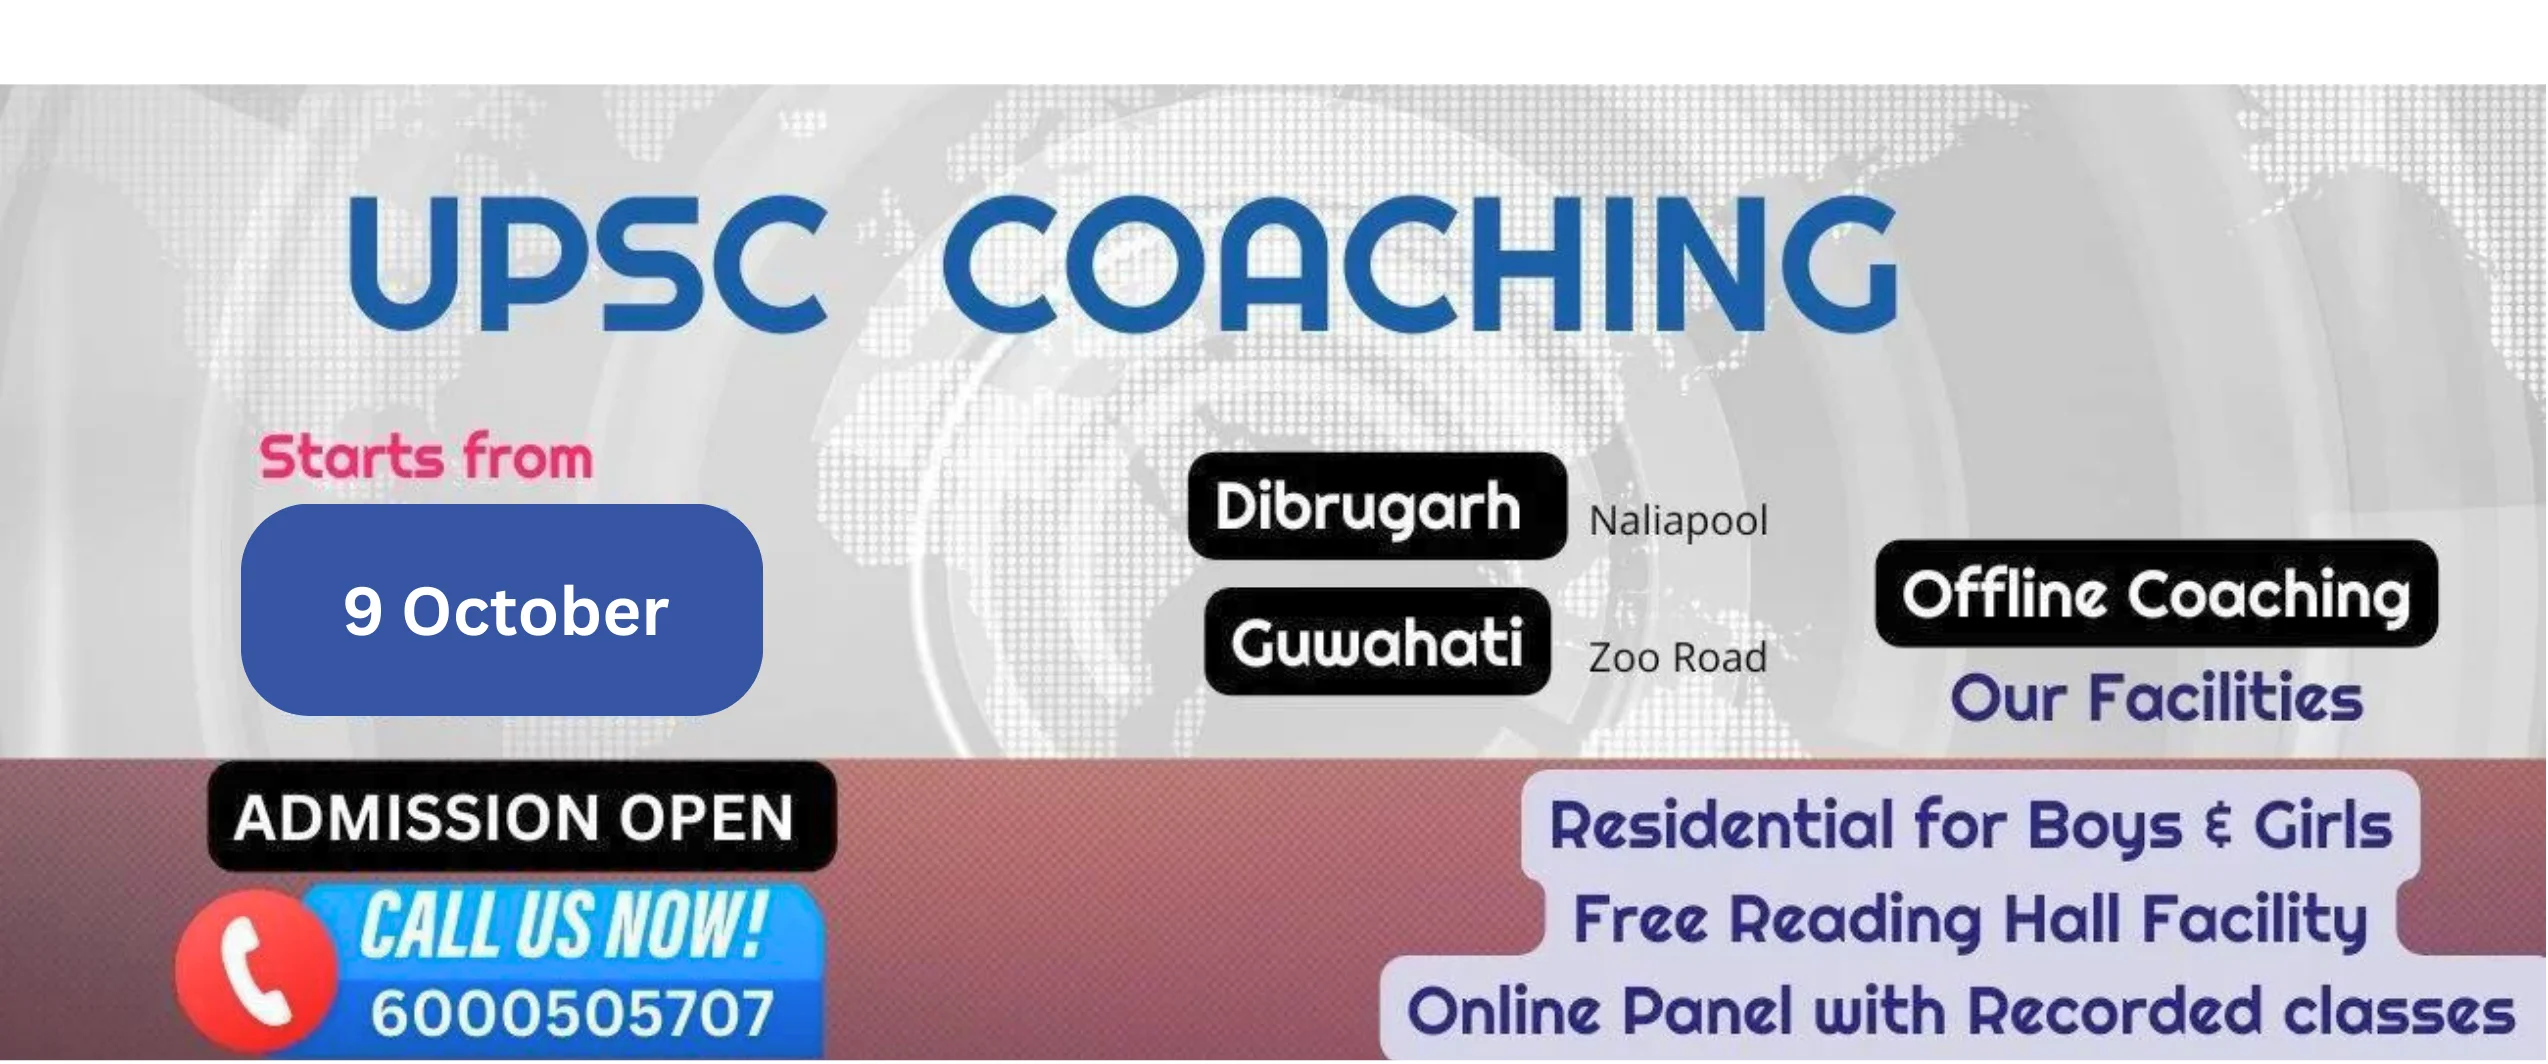 UPSC COACHING
Starts from
9 October
Dibrugarh Naliapool
Guwahati Zoo Road
Offline Coaching
Our Facilities
ADMISSION OPEN
CALL US NOW!
6000505707
Residential for Boys & Girls
Free Reading Hall Facility
Online Panel with Recorded classes